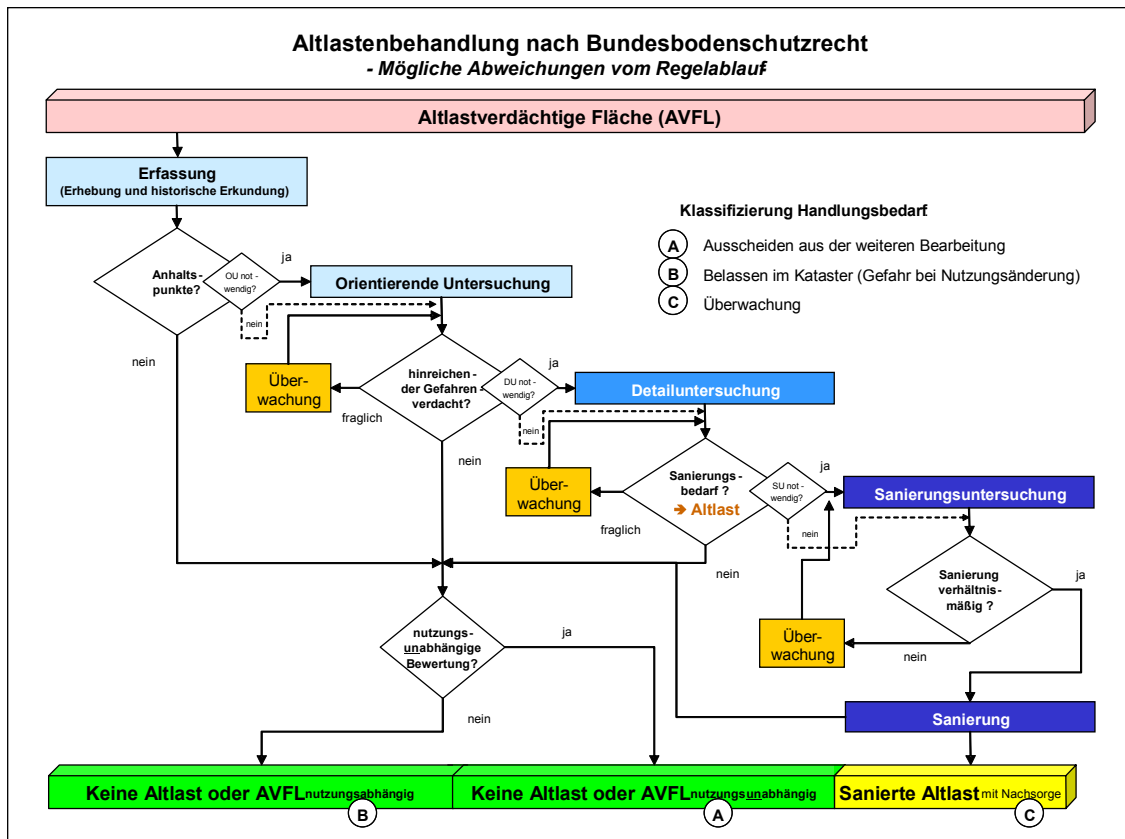 Altlastenbehandlung nach Bundesbodenschutzrecht
- Mögliche Abweichungen vom Regelablauf-
Altlastverdächtige Fläche (AVFL)
Erfassung
(Erhebung und historische Erkundung)
Klassifizierung Handlungsbedarf:
A Ausscheiden aus der weiteren Bearbeitung
B Belassen im Kataster (Gefahr bei Nutzungsänderung)
C Überwachung
Anhalts-
punkte?
OU not-
wendig?
ja
nein
nein
Orientierende Untersuchung
Über-
wachung
fraglich
hinreichen-
der Gefahren-
verdacht?
DU not-
wendig?
ja
nein
nein
Detailuntersuchung
Über-
wachung
fraglich
Sanierungs-
bedarf ?
➔ Altlast
SU not-
wendig?
ja
nein
nein
Sanierungsuntersuchung
Sanierung
verhältnis-
mäßig ?
ja
nein
Über-
wachung
nutzungs-
unabhängige
Bewertung?
ja
nein
Sanierung
Keine Altlast oder AVFL nutzungsabhängig
B
Keine Altlast oder AVFL nutzungsunabhängig
A
Sanierte Altlast mit Nachsorge
C